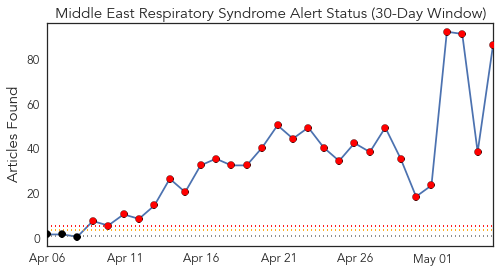 Middle East Respiratory Syndrome Alert Status (30-Day Window)
Articles Found
80
60
40
20
0
Apr 06 Apr 11 Apr 16 Apr 21 Apr 26 May 01